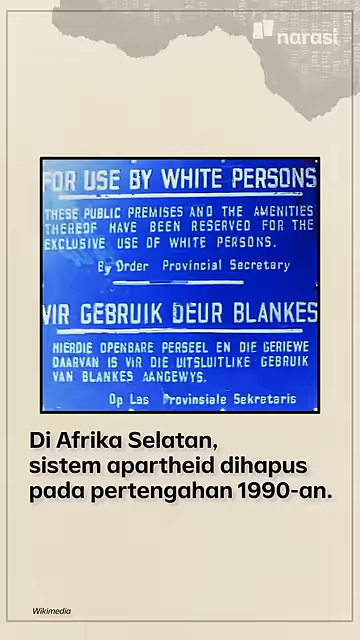 narasi
FOR USE BY WHITE PERSONS
THESE PUBLIC PREMISES AND THE AMENITIES
THEREOF HAVE BEEN RESERVED FOR THE
EXCLUSIVE USE OF WHITE PERSONS.
By Order Provincial Secretary
VIR GEBRUIK DEUR BLANKES
HIERDIE OPENBARE PERSEEL EN DIE GERIEWE
DAARVAN IS VIR DIE UITSLUITLIKE GEBRUIK
VAN BLANKES AANGEWYS.
Op Las Provinsiale Sekretaris
Di Afrika Selatan,
sistem apartheid dihapus
pada pertengahan 1990-an.
Wikimedia